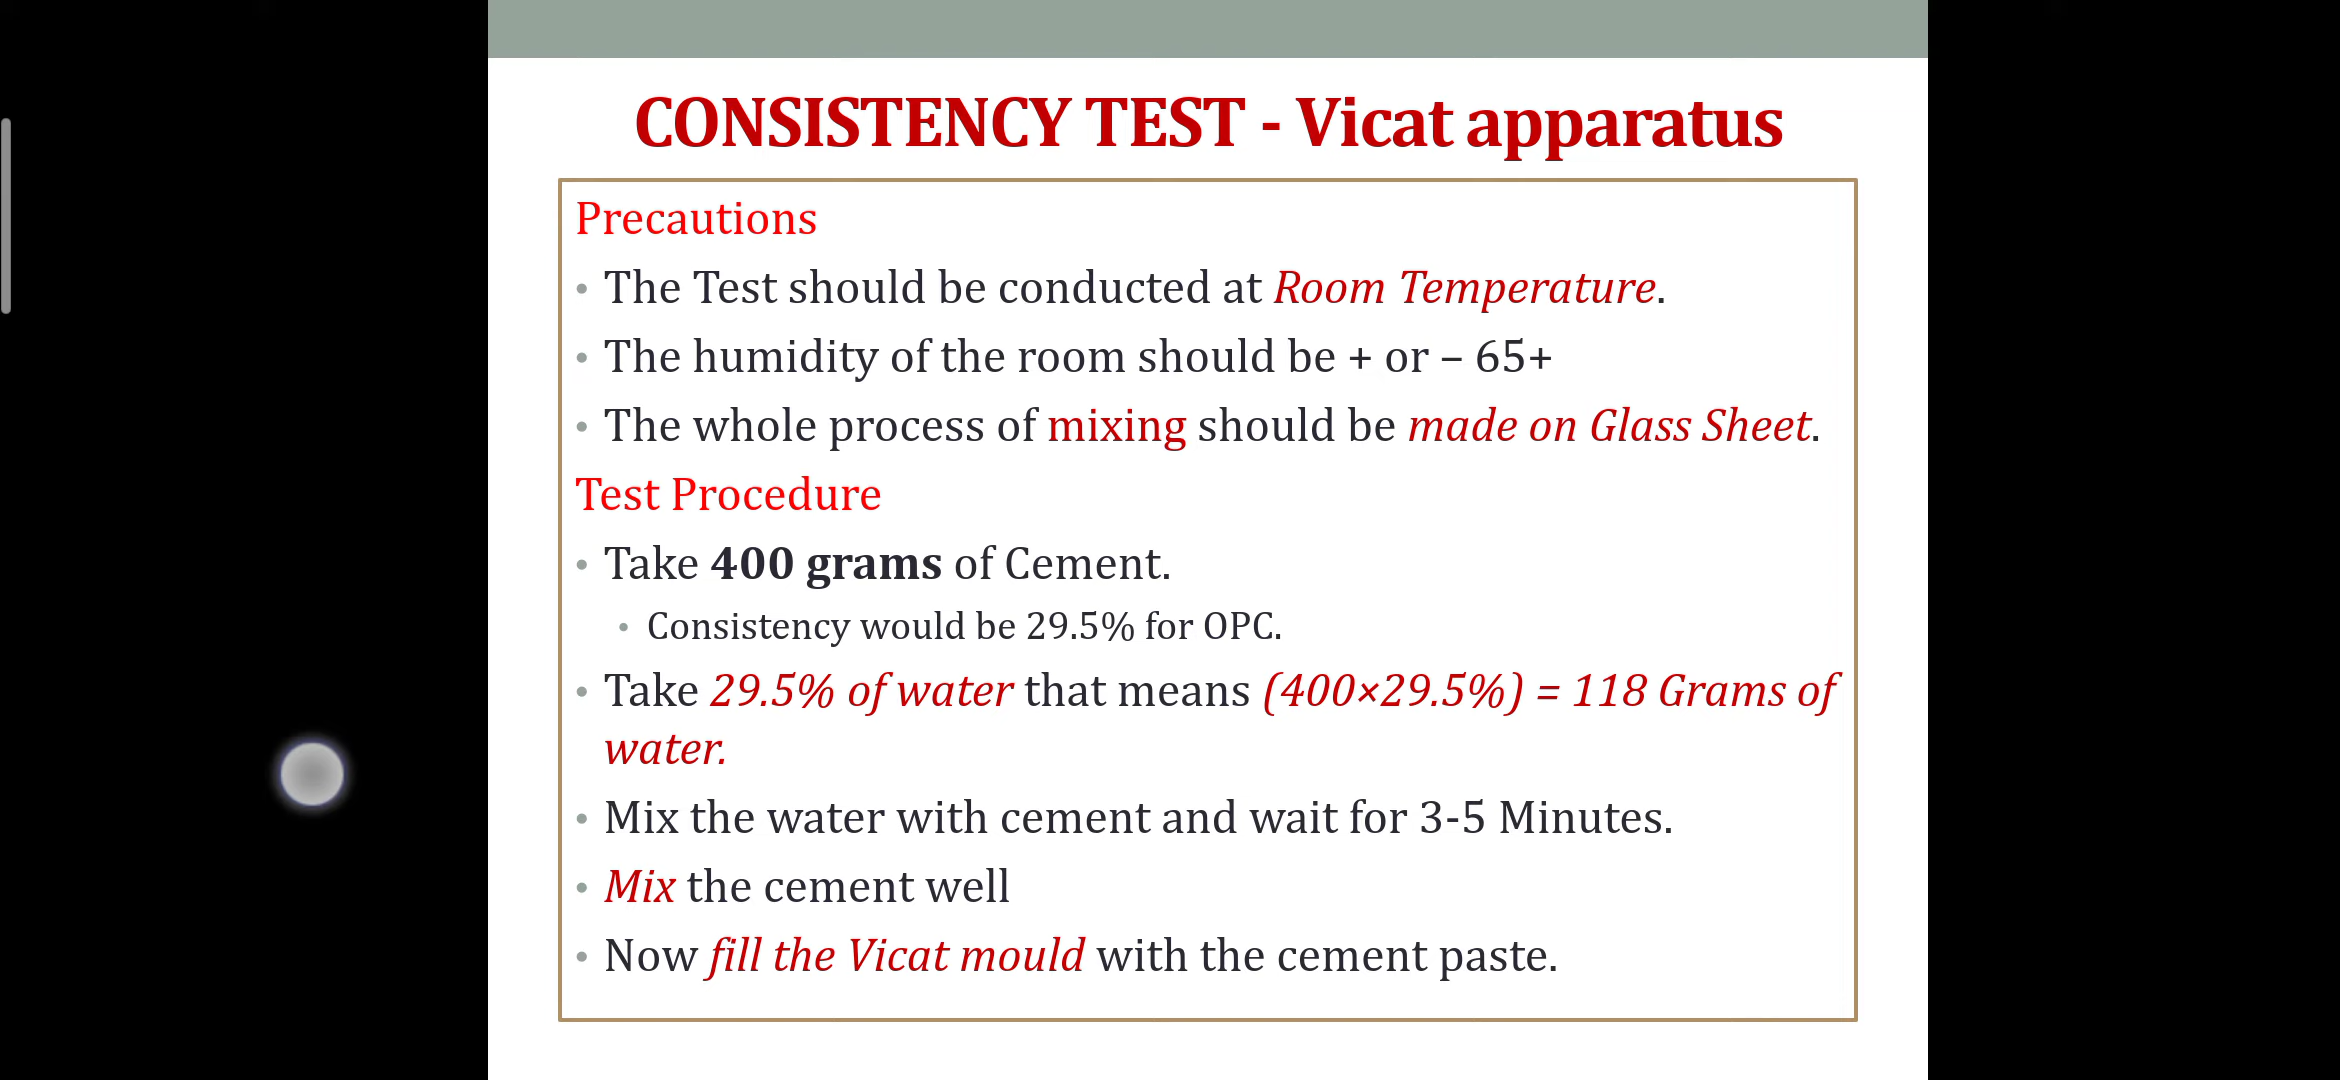 CONSISTENCY TEST - Vicat apparatus
Precautions
• The Test should be conducted at Room Temperature.
• The humidity of the room should be + or – 65+
• The whole process of mixing should be made on Glass Sheet.
Test Procedure
• Take 400 grams of Cement.
• Consistency would be 29.5% for OPC.
• Take 29.5% of water that means (400×29.5%) = 118 Grams of
water.
• Mix the water with cement and wait for 3-5 Minutes.
• Mix the cement well
• Now fill the Vicat mould with the cement paste.